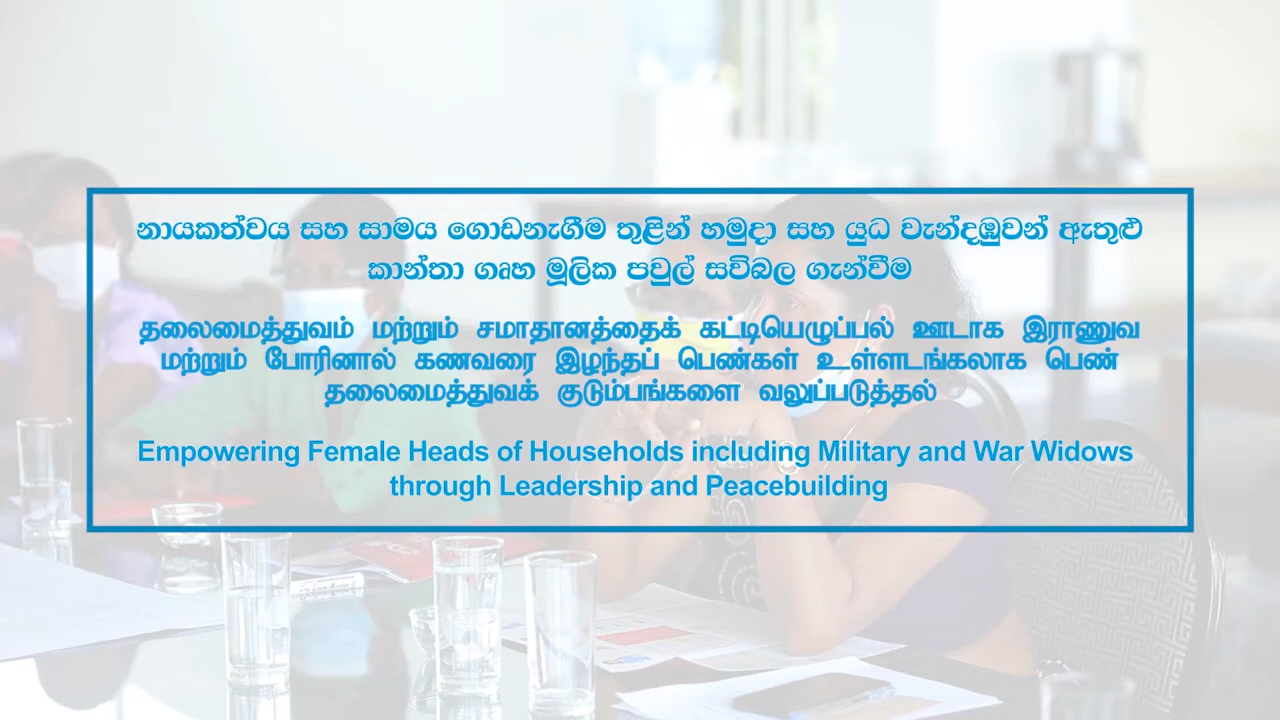 නායකත්වය සහ සාමය ගොඩනැගීම තුළින් හමුදා සහ යුධ වැන්දඹුවන් ඇතුළු
කාන්තා ගෘහ මූලික පවුල් සවිබල ගැන්වීම
தலைமைத்துவம் மற்றும் சமாதானத்தைக் கட்டியெழுப்பல் ஊடாக இராணுவ
மற்றும் போரினால் கணவரை இழந்தப் பெண்கள் உள்ளடங்கலாக பெண்
தலைமைத்துவக் குடும்பங்களை வலுப்படுத்தல்
Empowering Female Heads of Households including Military and War Widows
through Leadership and Peacebuilding